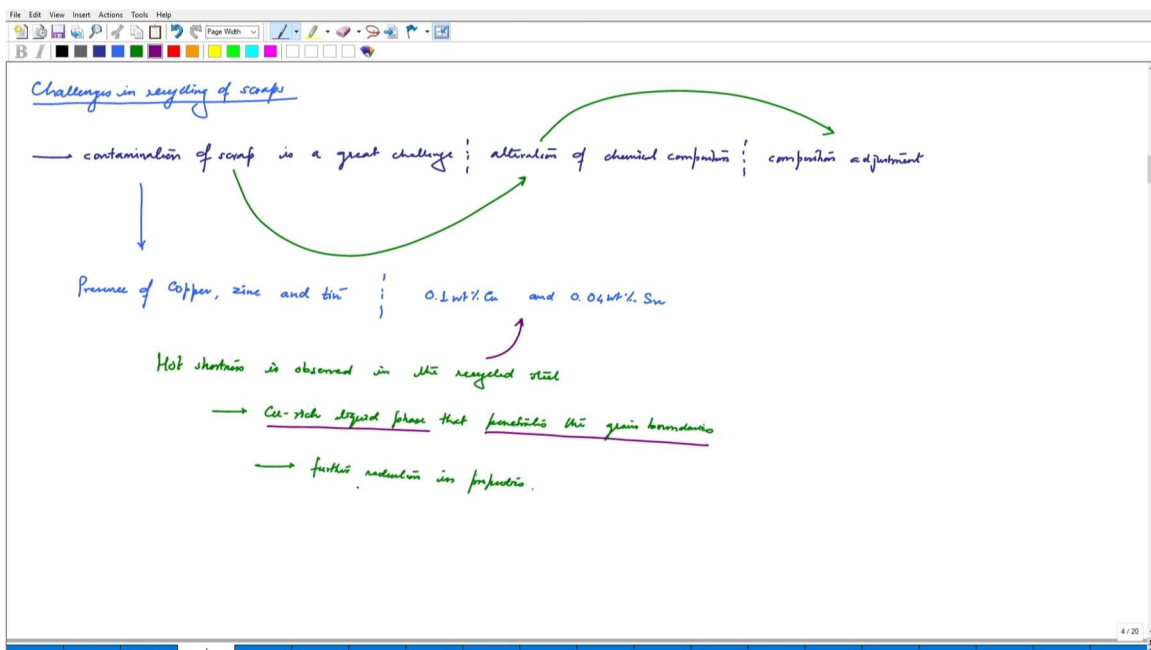 File Edit View Insert Actions Tools Help
Page Width
B I
Challenges in recycling of scraps
→ contamination of scrap is a great challenge ¦ alteration of chemical composition ¦ composition adjustment
Presence of Copper, zinc and tin ¦ 0.1 wt% Cu and 0.04 wt% Sn
Hot shortness is observed in the recycled steel
→ Cu-rich liquid phase that penetrates the grain boundaries
→ further reduction in properties.
4 / 20